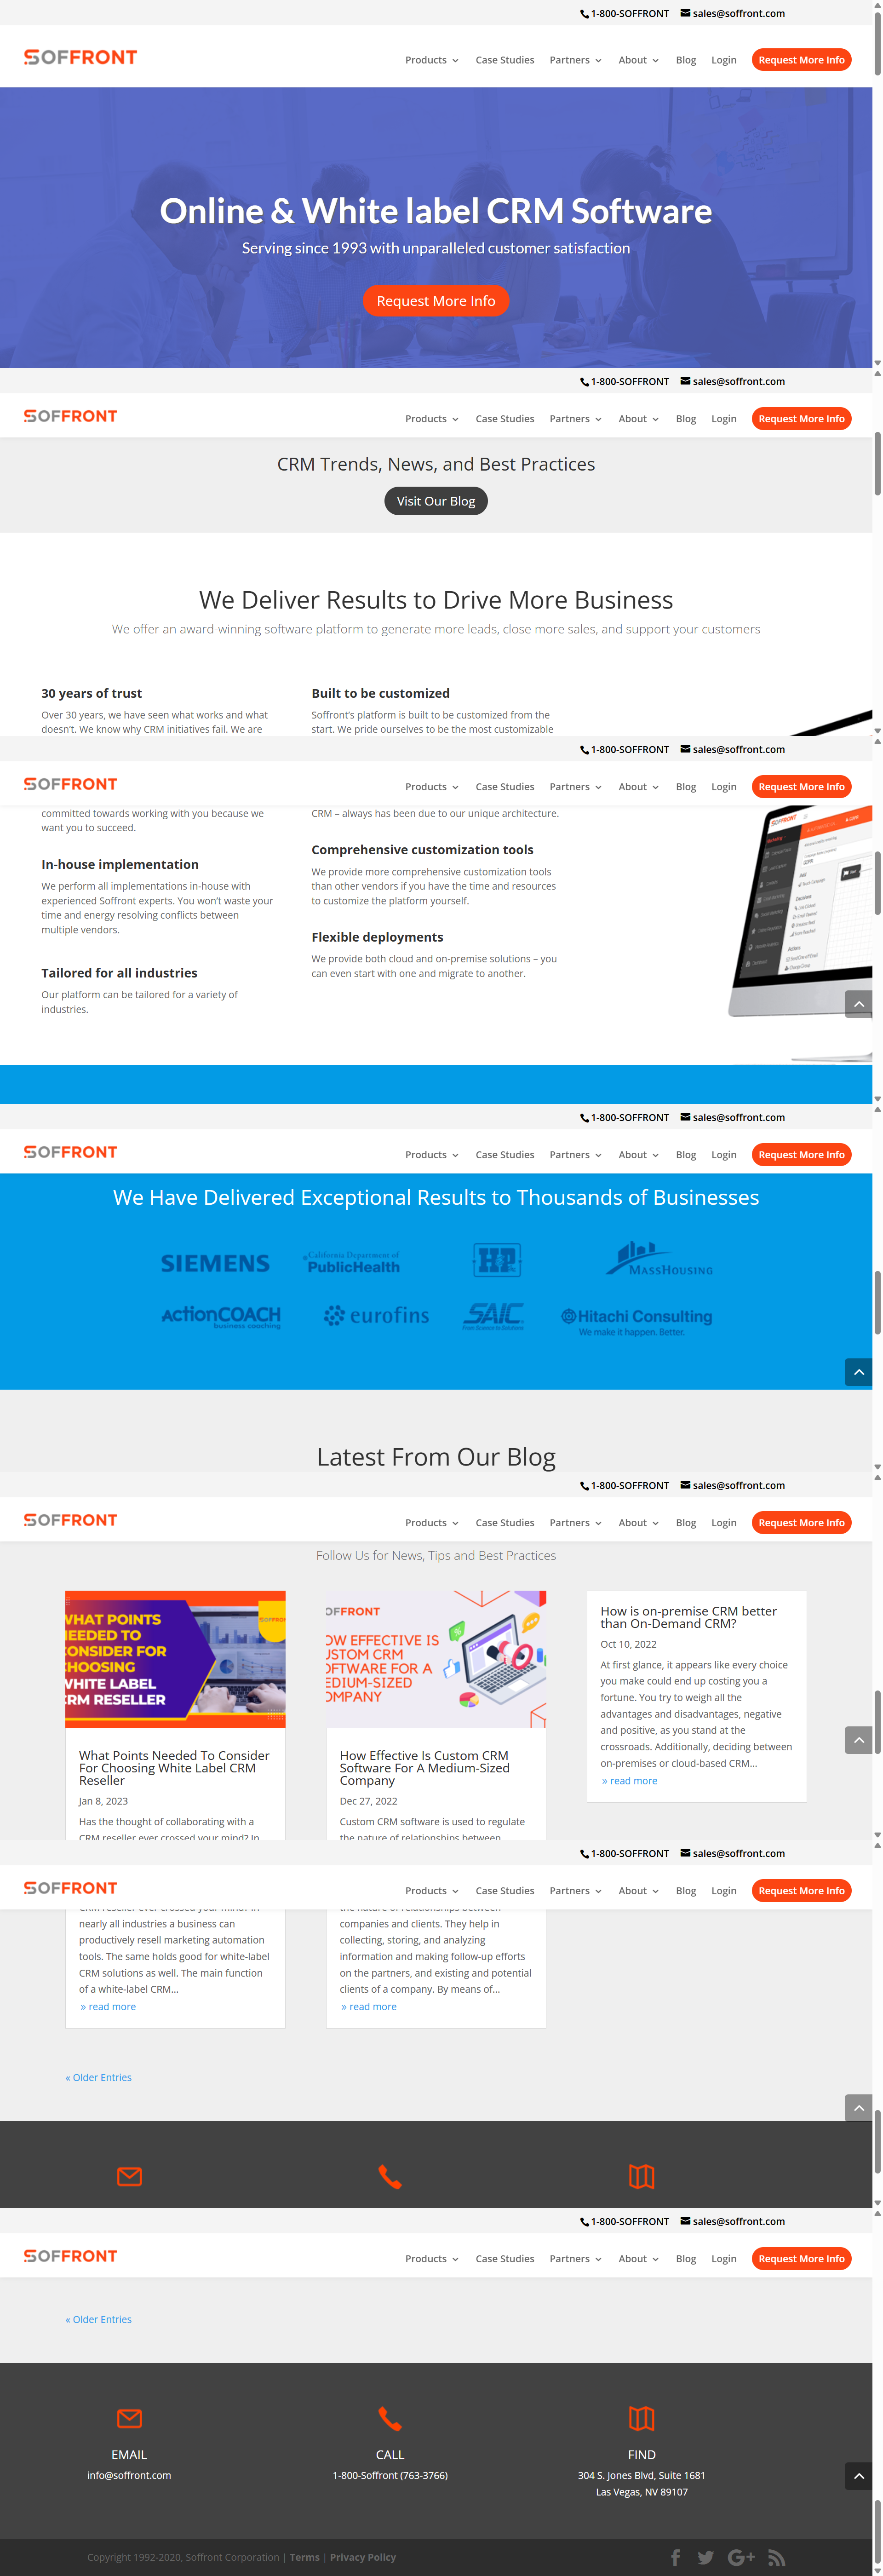 1-800-SOFFRONT sales@soffront.com
SOFFRONT
Products Case Studies Partners About Blog Login Request More Info
Online & White label CRM Software
Serving since 1993 with unparalleled customer satisfaction
Request More Info
1-800-SOFFRONT sales@soffront.com
SOFFRONT
Products Case Studies Partners About Blog Login Request More Info
CRM Trends, News, and Best Practices
Visit Our Blog
We Deliver Results to Drive More Business
We offer an award-winning software platform to generate more leads, close more sales, and support your customers
30 years of trust
Over 30 years, we have seen what works and what
doesn't. We know why CRM initiatives fail. We are
Built to be customized
Soffront's platform is built to be customized from the
start. We pride ourselves to be the most customizable
1-800-SOFFRONT sales@soffront.com
SOFFRONT
Products Case Studies Partners About Blog Login Request More Info
committed towards working with you because we
want you to succeed.
In-house implementation
We perform all implementations in-house with
experienced Soffront experts. You won't waste your
time and energy resolving conflicts between
multiple vendors.
Tailored for all industries
Our platform can be tailored for a variety of
industries.
CRM – always has been due to our unique architecture.
Comprehensive customization tools
We provide more comprehensive customization tools
than other vendors if you have the time and resources
to customize the platform yourself.
Flexible deployments
We provide both cloud and on-premise solutions – you
can even start with one and migrate to another.
1-800-SOFFRONT sales@soffront.com
SOFFRONT
Products Case Studies Partners About Blog Login Request More Info
We Have Delivered Exceptional Results to Thousands of Businesses
SIEMENS
California Department of
PublicHealth
HP
MASSHOUSING
ActionCOACH
business coaching
eurofins
SAIC
From Science to Solutions
Hitachi Consulting
We make it happen. Better.
Latest From Our Blog
1-800-SOFFRONT sales@soffront.com
SOFFRONT
Products Case Studies Partners About Blog Login Request More Info
Follow Us for News, Tips and Best Practices
WHITE LABEL
What Points Needed To Consider
For Choosing White Label CRM
Reseller
Jan 8, 2023
Has the thought of collaborating with a
CRM reseller ever crossed your mind? In
How Effective Is Custom CRM
Software For A Medium-Sized
Company
Dec 27, 2022
Custom CRM software is used to regulate
the nature of relationships between
How is on-premise CRM better
than On-Demand CRM?
Oct 10, 2022
At first glance, it appears like every choice
you make could end up costing you a
fortune. You try to weigh all the
advantages and disadvantages, negative
and positive, as you stand at the
crossroads. Additionally, deciding between
on-premises or cloud-based CRM...
» read more
1-800-SOFFRONT sales@soffront.com
SOFFRONT
Products Case Studies Partners About Blog Login Request More Info
CRM reseller ever crossed your mind? In
nearly all industries a business can
productively resell marketing automation
tools. The same holds good for white-label
CRM solutions as well. The main function
of a white-label CRM...
» read more
the nature of relationships between
companies and clients. They help in
collecting, storing, and analyzing
information and making follow-up efforts
on the partners, and existing and potential
clients of a company. By means of...
» read more
« Older Entries
1-800-SOFFRONT sales@soffront.com
SOFFRONT
Products Case Studies Partners About Blog Login Request More Info
« Older Entries
EMAIL
info@soffront.com
CALL
1-800-Soffront (763-3766)
FIND
304 S. Jones Blvd, Suite 1681
Las Vegas, NV 89107
Copyright 1992-2020, Soffront Corporation | Terms | Privacy Policy